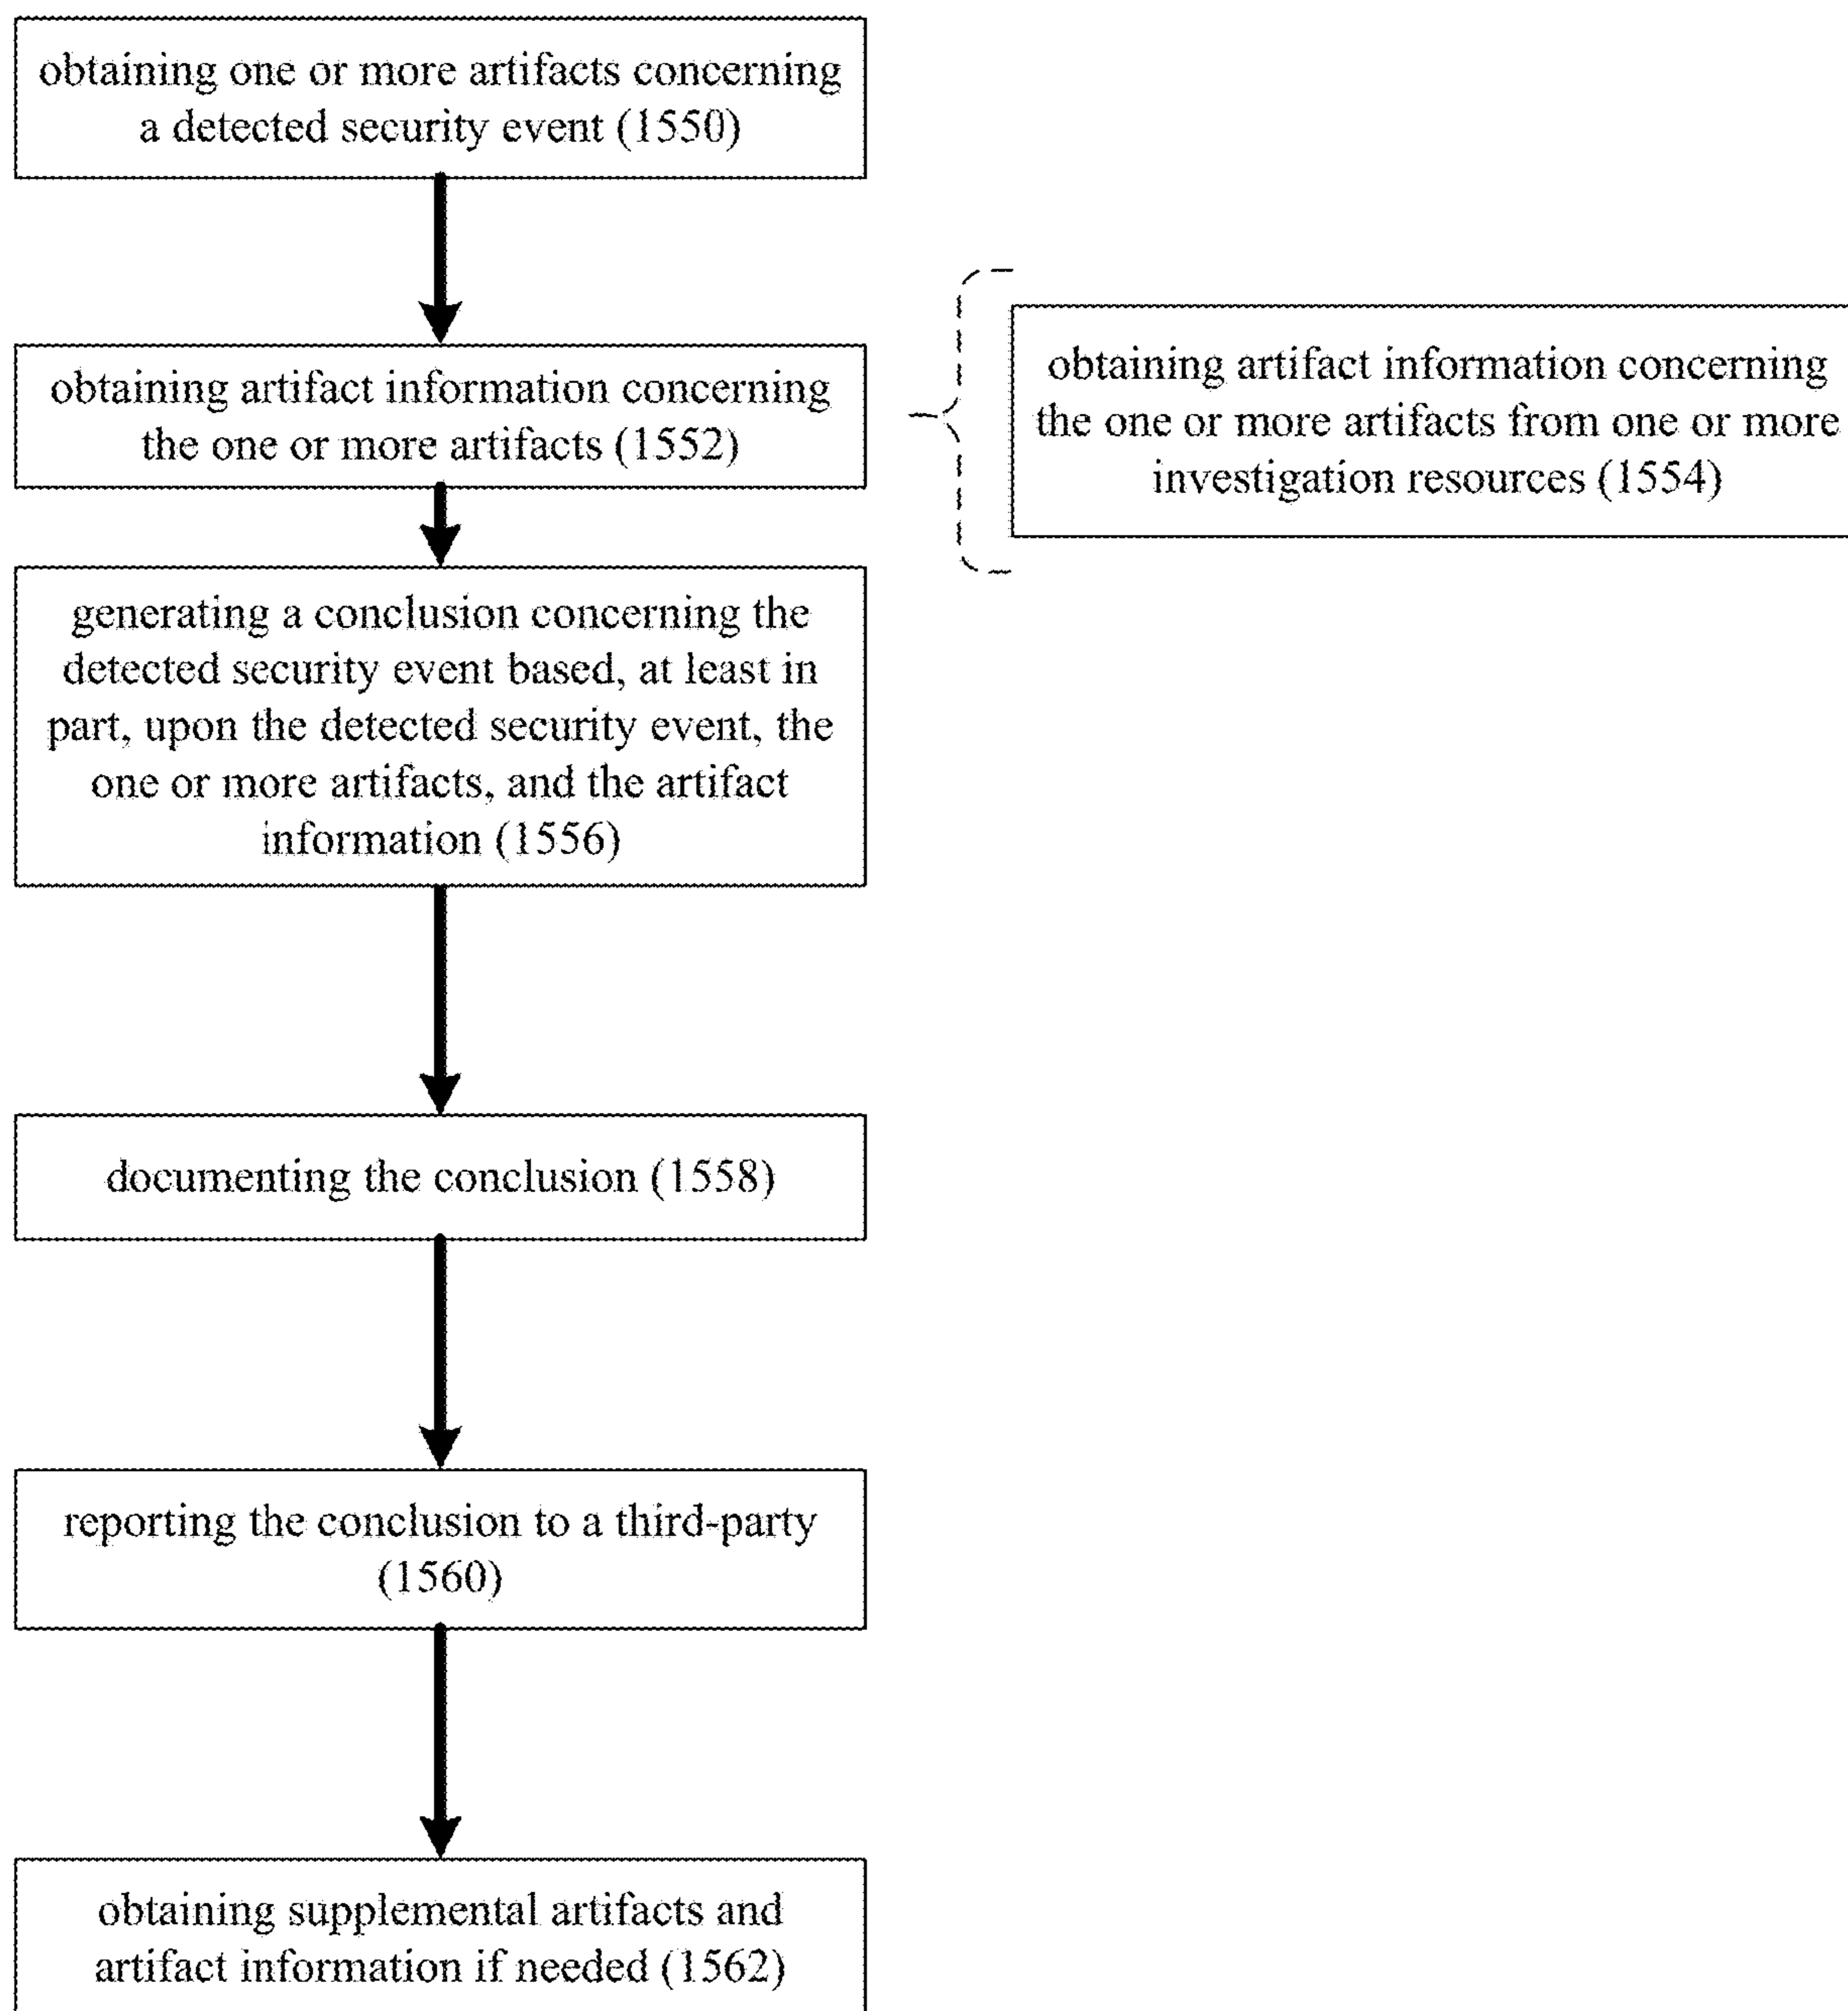 obtaining one or more artifacts concerning
a detected security event (1550)
obtaining artifact information concerning
the one or more artifacts (1552)
obtaining artifact information concerning
the one or more artifacts from one or more
investigation resources (1554)
generating a conclusion concerning the
detected security event based, at least in
part, upon the detected security event, the
one or more artifacts, and the artifact
information (1556)
documenting the conclusion (1558)
reporting the conclusion to a third-party
(1560)
obtaining supplemental artifacts and
artifact information if needed (1562)